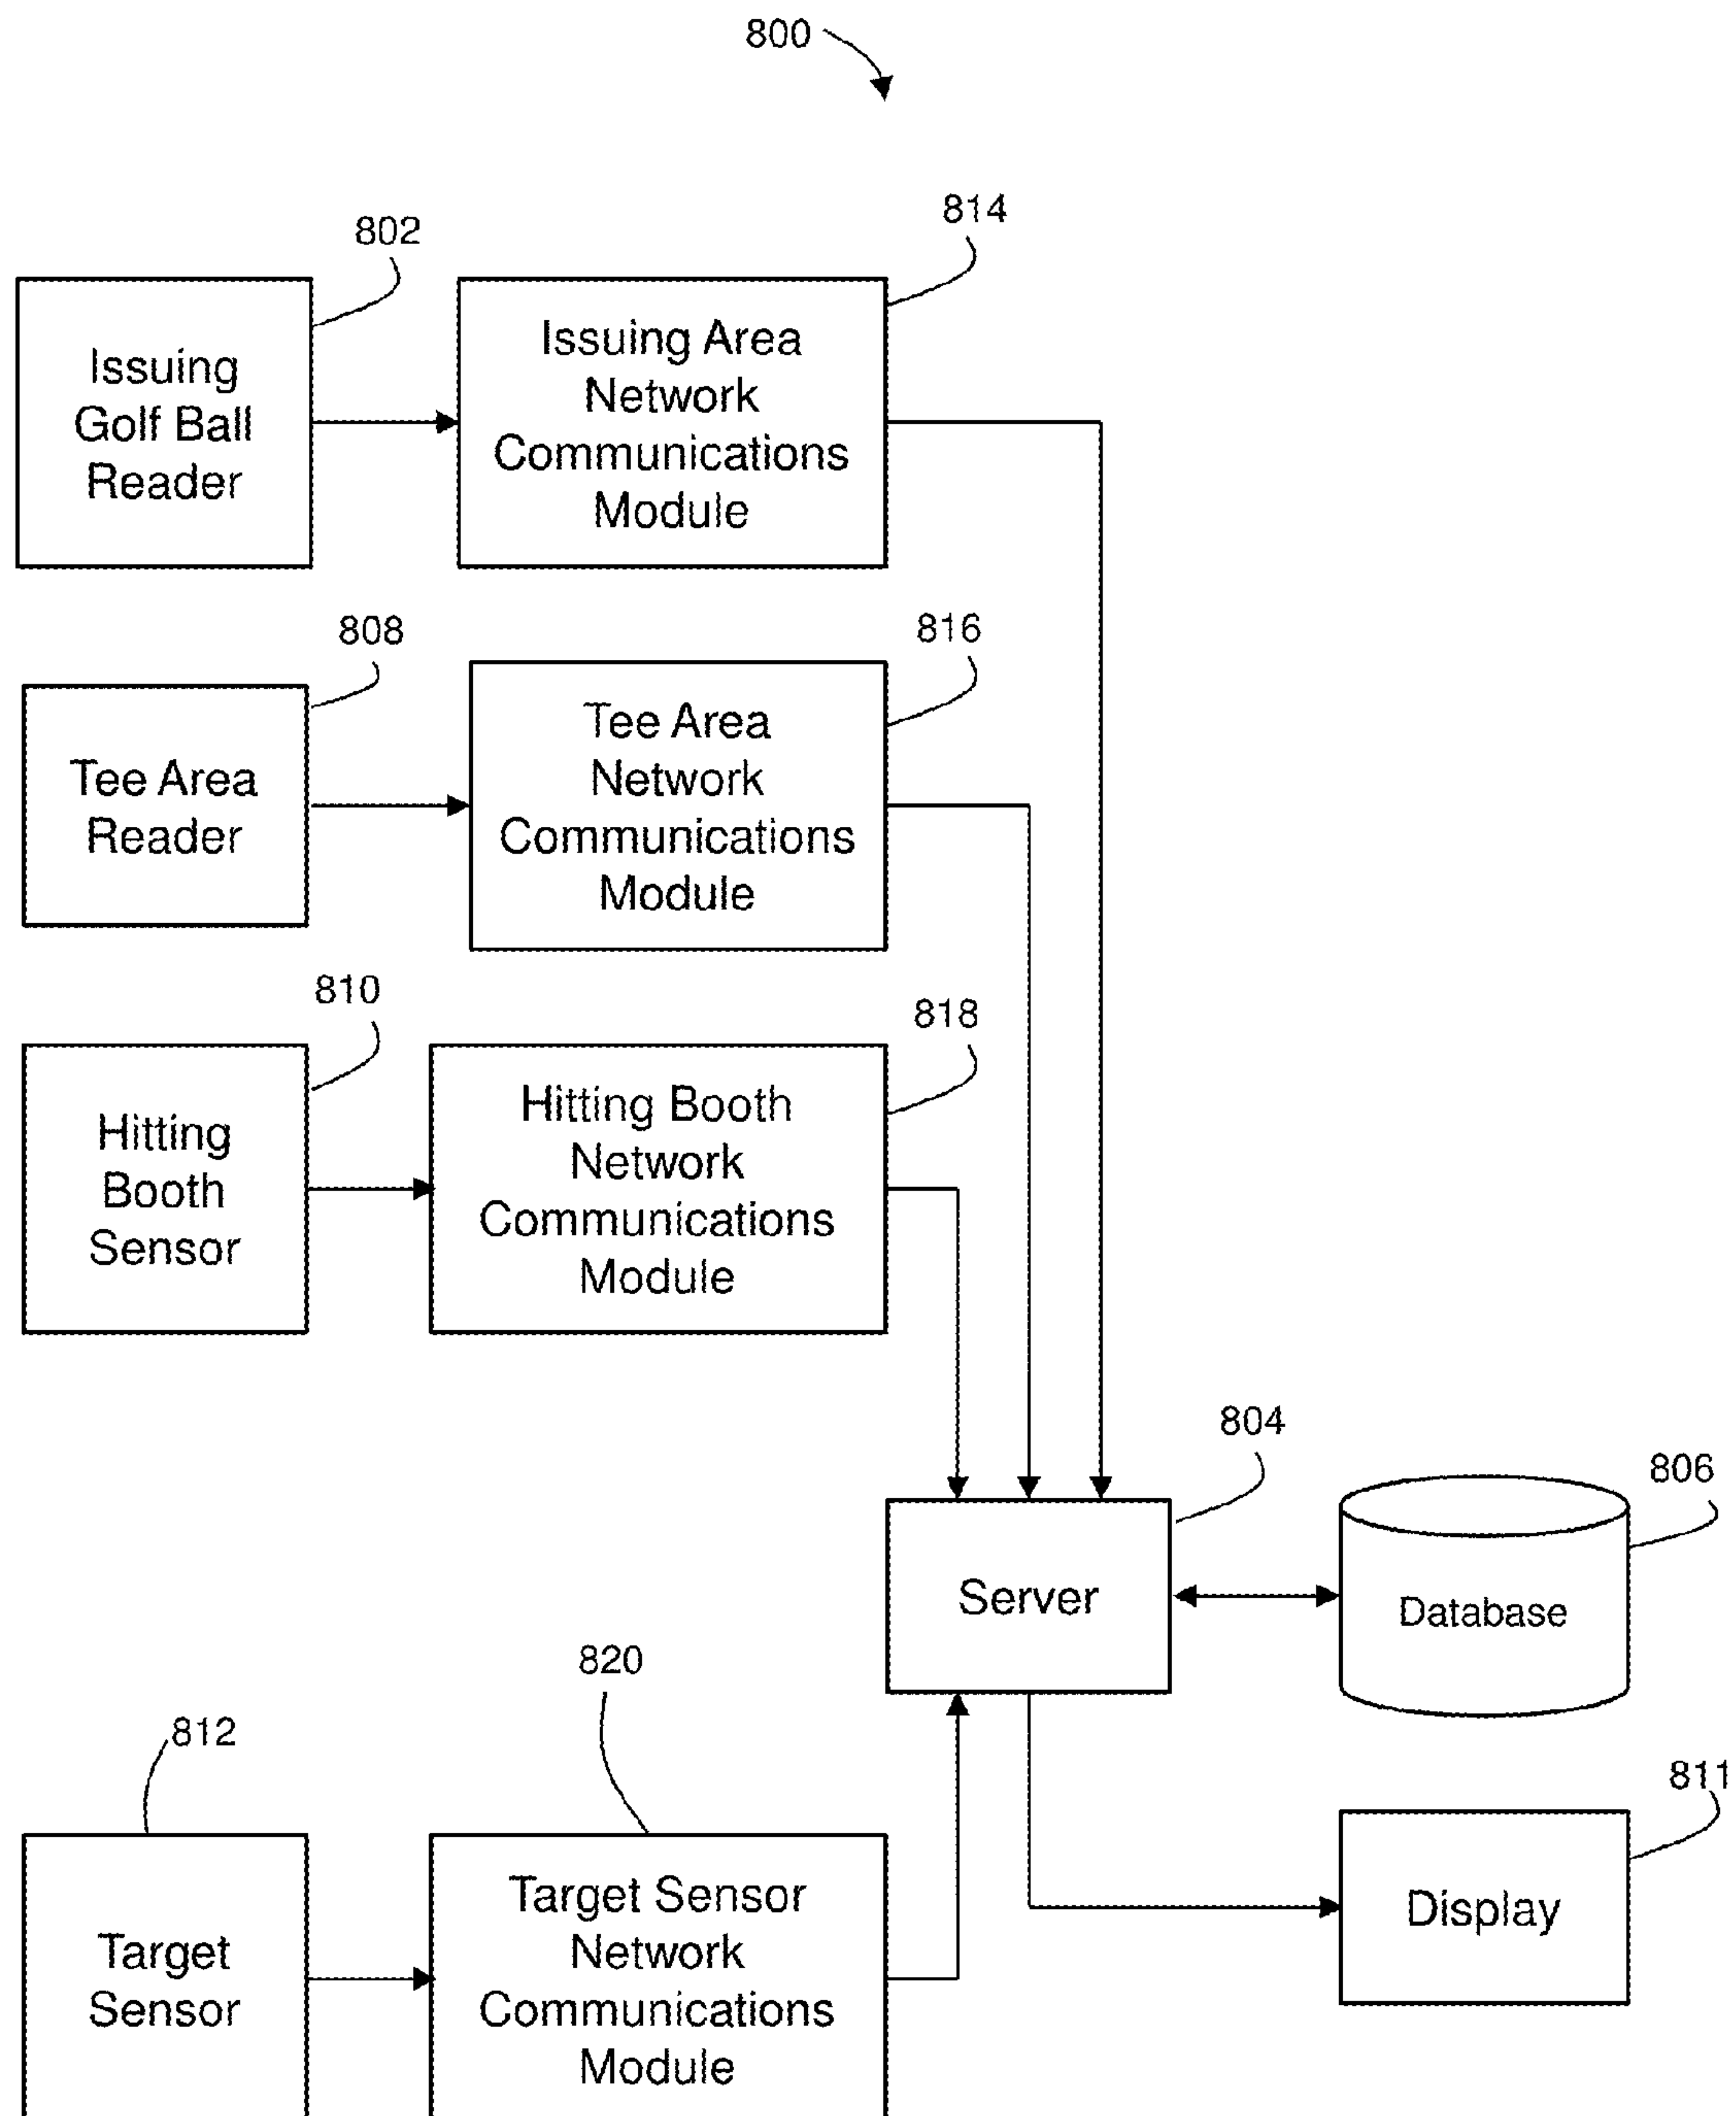 800
802
814
Issuing
Golf Ball
Reader
Issuing Area
Network
Communications
Module
808
816
Tee Area
Reader
Tee Area
Network
Communications
Module
810
818
Hitting
Booth
Sensor
Hitting Booth
Network
Communications
Module
804
806
Server
Database
812
820
811
Target
Sensor
Target Sensor
Network
Communications
Module
Display